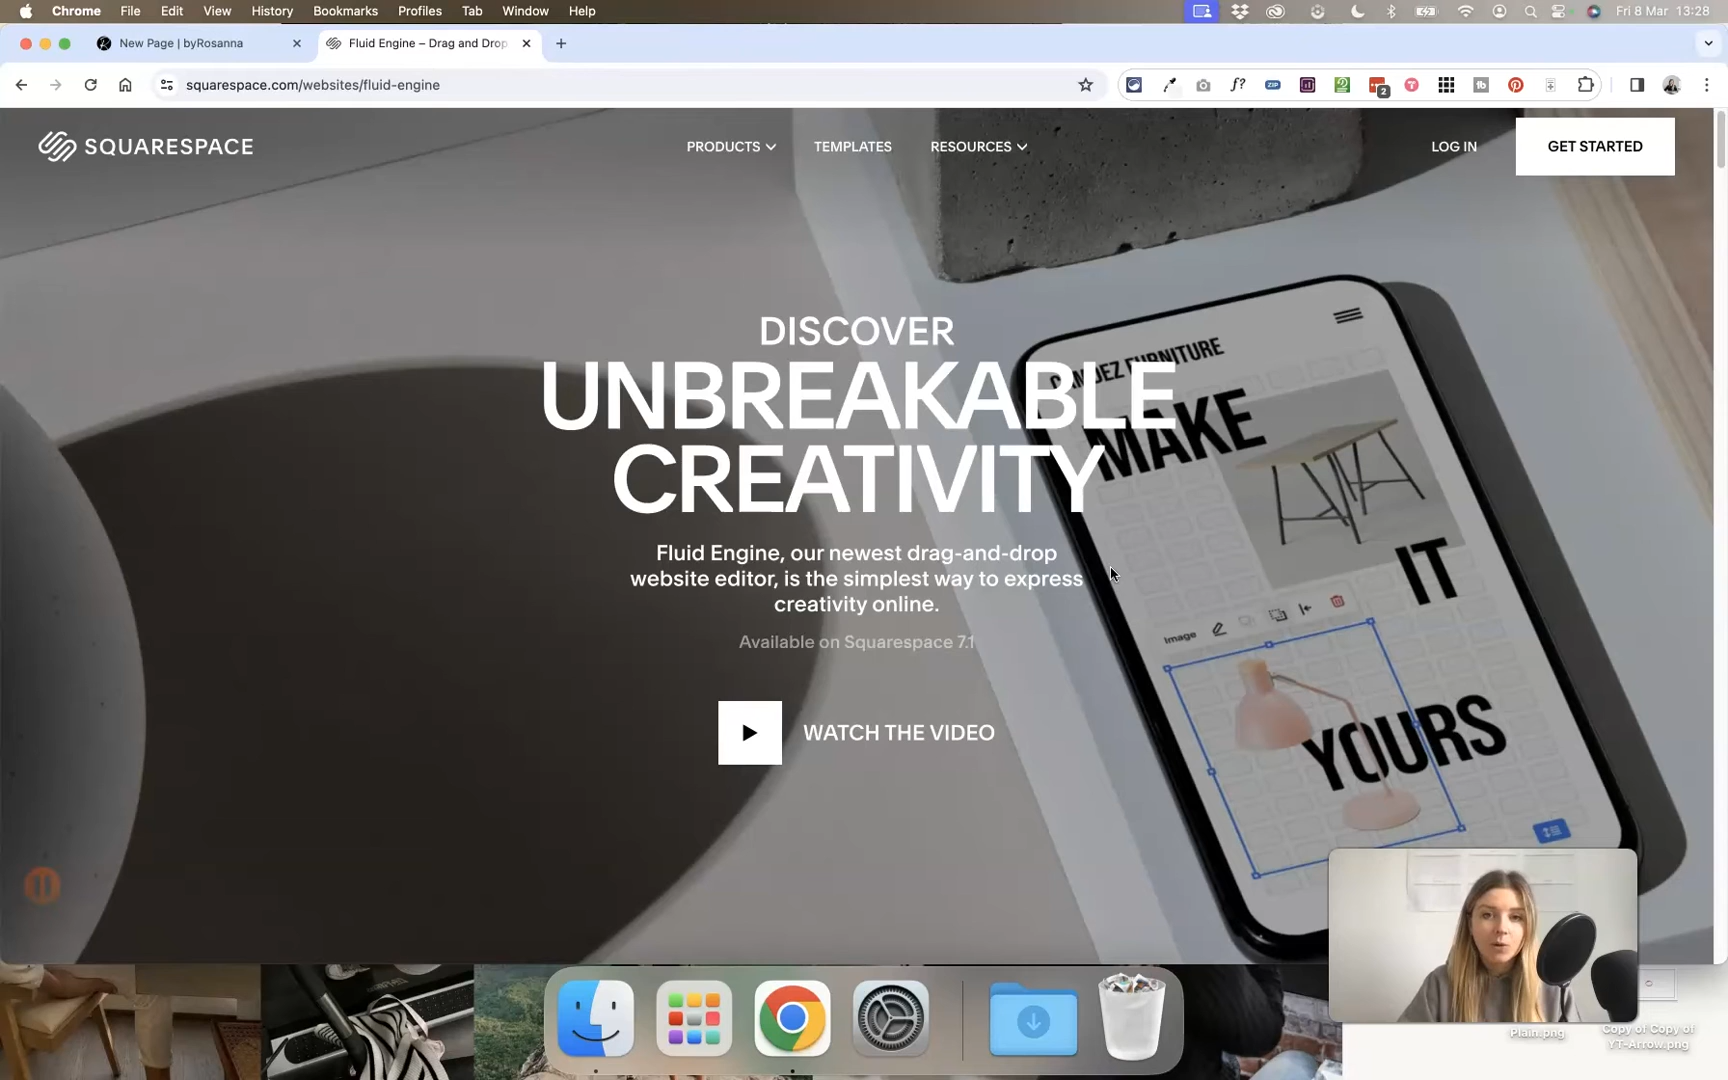 Chrome File Edit View History Bookmarks Profiles Tab Window Help
Fri 8 Mar 13:28
New Page | byRosanna
Fluid Engine – Drag and Drop
squarespace.com/websites/fluid-engine
2
SQUARESPACE
PRODUCTS
TEMPLATES
RESOURCES
LOG IN
GET STARTED
DISCOVER
UNBREAKABLE
CREATIVITY
Fluid Engine, our newest drag-and-drop
website editor, is the simplest way to express
creativity online.
Available on Squarespace 7.1
WATCH THE VIDEO
FURNITURE
MAKE
IT
Image
YOURS
Plain.png
Copy of Copy of
YT-Arrow.png